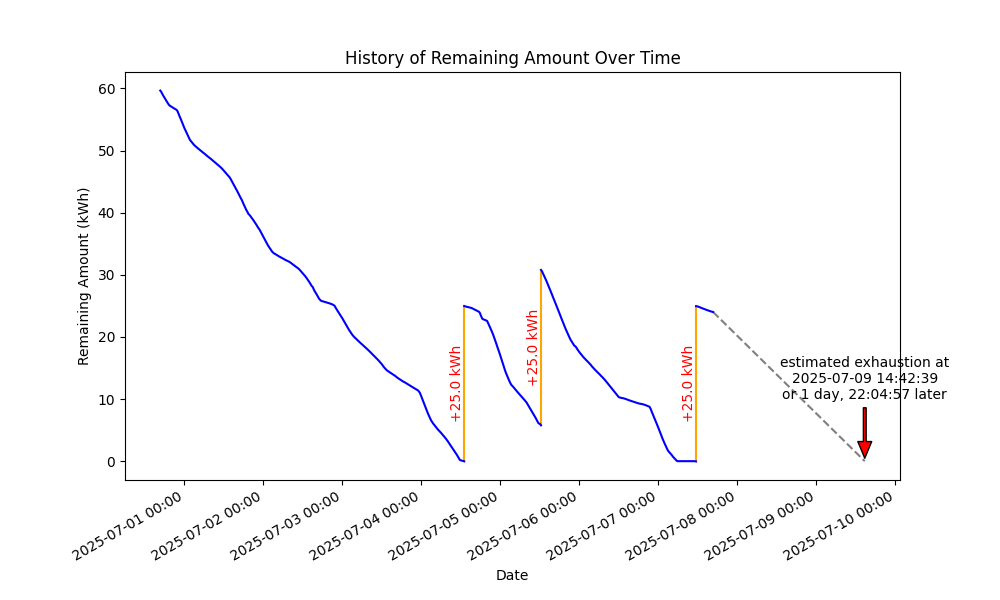 History of Remaining Amount Over Time
Remaining Amount (kWh)
60
50
40
30
20
10
0
+25.0 kWh
+25.0 kWh
+25.0 kWh
estimated exhaustion at
2025-07-09 14:42:39
or 1 day, 22:04:57 later
2025-07-01 00:00
2025-07-02 00:00
2025-07-03 00:00
2025-07-04 00:00
2025-07-05 00:00
2025-07-06 00:00
2025-07-07 00:00
2025-07-08 00:00
2025-07-09 00:00
2025-07-10 00:00
Date